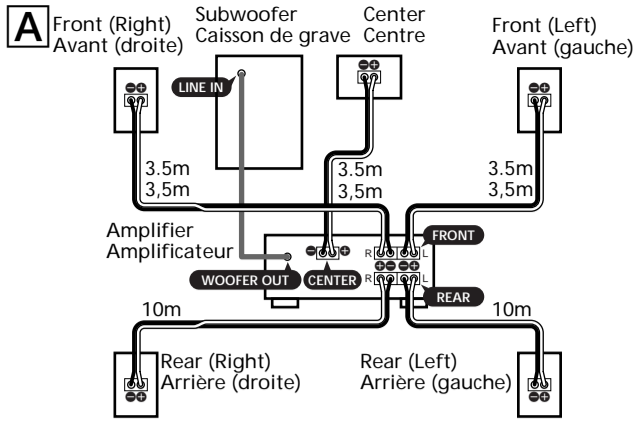 A
Front (Right)
Avant (droite)
Subwoofer
Caisson de grave
Center
Centre
Front (Left)
Avant (gauche)
LINE IN
3.5m
3,5m
3.5m
3,5m
3.5m
3,5m
Amplifier
Amplificateur
R
L
FRONT
WOOFER OUT
CENTER
R
L
REAR
10m
10m
Rear (Right)
Arrière (droite)
Rear (Left)
Arrière (gauche)